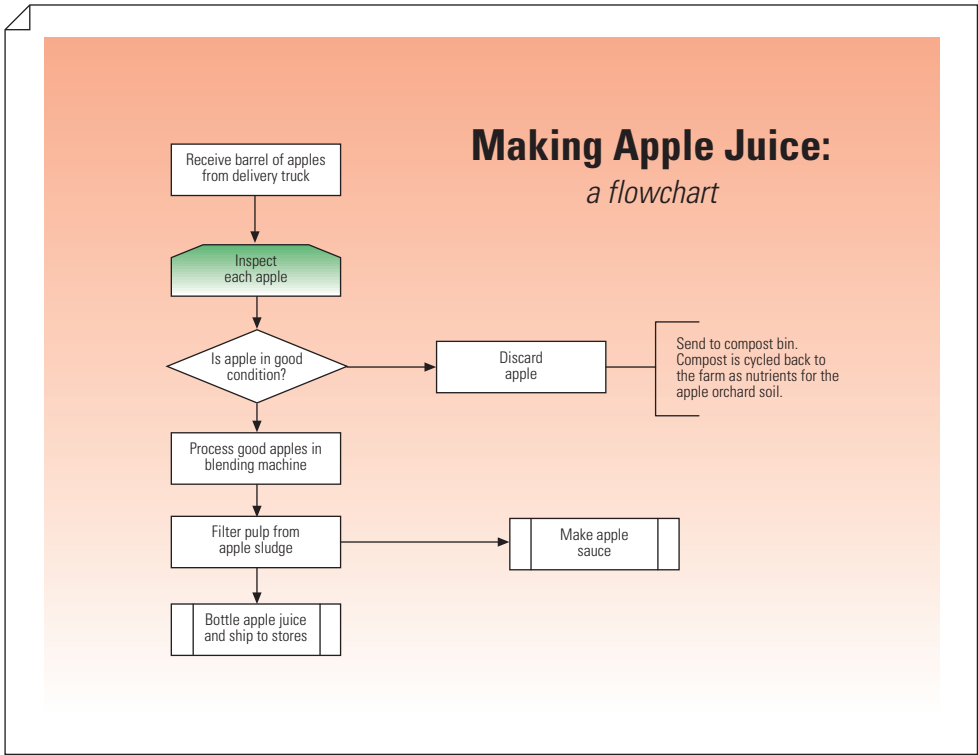 Making Apple Juice:
a flowchart
Receive barrel of apples
from delivery truck
Inspect
each apple
Is apple in good
condition?
Discard
apple
Send to compost bin.
Compost is cycled back to
the farm as nutrients for the
apple orchard soil.
Process good apples in
blending machine
Filter pulp from
apple sludge
Make apple
sauce
Bottle apple juice
and ship to stores